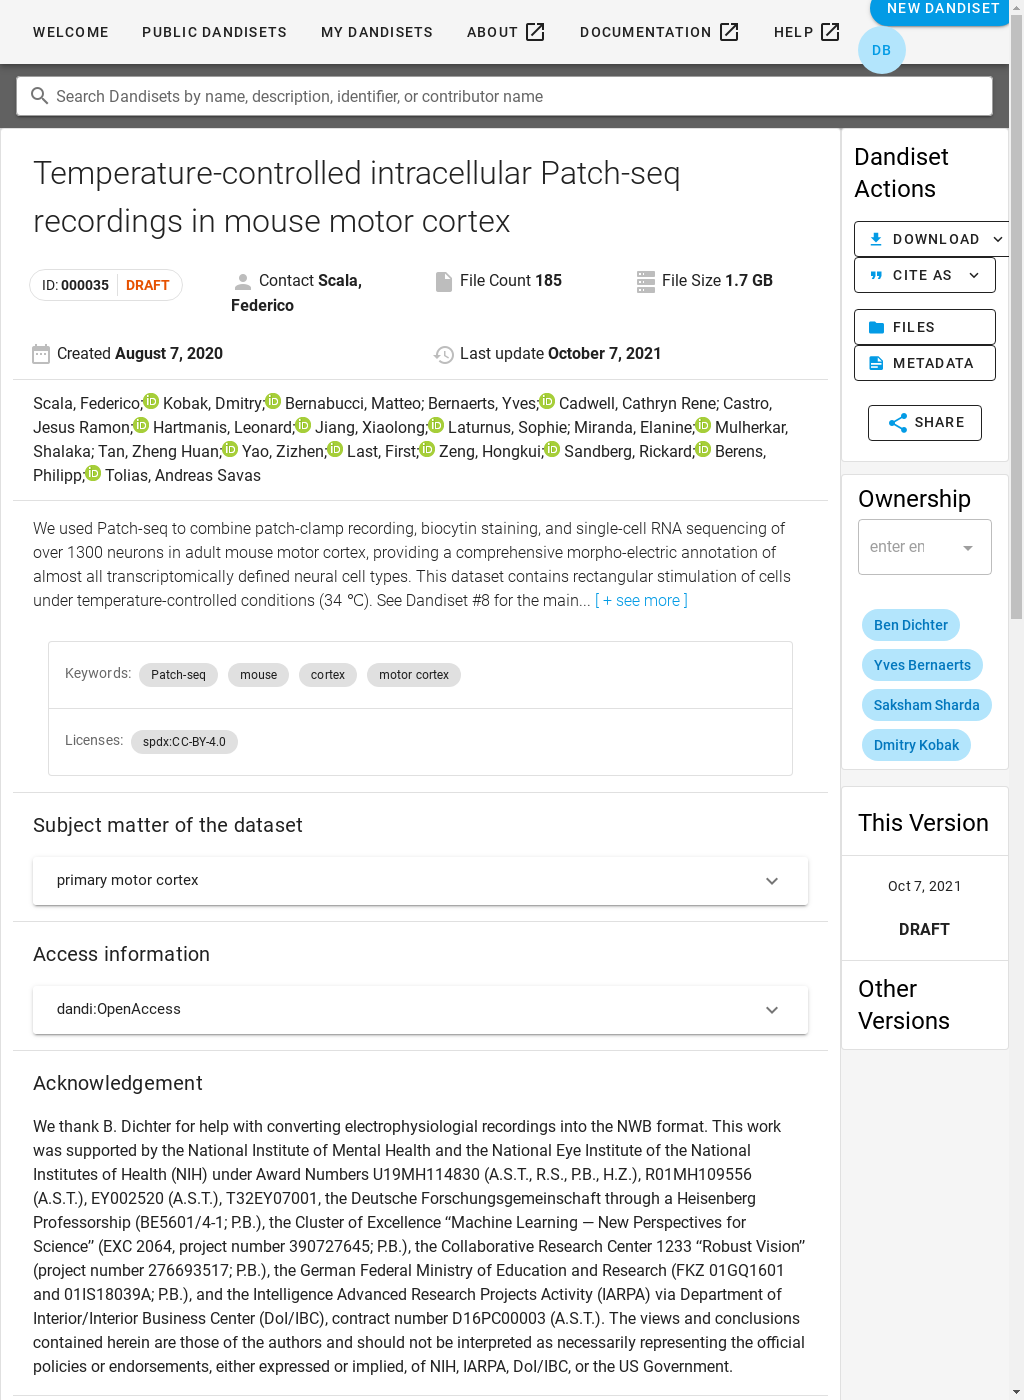 WELCOME PUBLIC DANDISETS MY DANDISETS ABOUT DOCUMENTATION HELP NEW DANDISET
DB
Search Dandisets by name, description, identifier, or contributor name
Temperature-controlled intracellular Patch-seq
recordings in mouse motor cortex
ID: 000035 DRAFT
Contact Scala,
Federico
File Count 185
File Size 1.7 GB
Created August 7, 2020
Last update October 7, 2021
Scala, Federico; Kobak, Dmitry; Bernabucci, Matteo; Bernaerts, Yves; Cadwell, Cathryn Rene; Castro,
Jesus Ramon; Hartmanis, Leonard; Jiang, Xiaolong; Laturnus, Sophie; Miranda, Elanine; Mulherkar,
Shalaka; Tan, Zheng Huan; Yao, Zizhen; Last, First; Zeng, Hongkui; Sandberg, Rickard; Berens,
Philipp; Tolias, Andreas Savas
We used Patch-seq to combine patch-clamp recording, biocytin staining, and single-cell RNA sequencing of
over 1300 neurons in adult mouse motor cortex, providing a comprehensive morpho-electric annotation of
almost all transcriptomically defined neural cell types. This dataset contains rectangular stimulation of cells
under temperature-controlled conditions (34 ℃). See Dandiset #8 for the main... [ + see more ]
Keywords: Patch-seq mouse cortex motor cortex
Licenses: spdx:CC-BY-4.0
Subject matter of the dataset
primary motor cortex
Access information
dandi:OpenAccess
Acknowledgement
We thank B. Dichter for help with converting electrophysiologial recordings into the NWB format. This work
was supported by the National Institute of Mental Health and the National Eye Institute of the National
Institutes of Health (NIH) under Award Numbers U19MH114830 (A.S.T., R.S., P.B., H.Z.), R01MH109556
(A.S.T.), EY002520 (A.S.T.), T32EY07001, the Deutsche Forschungsgemeinschaft through a Heisenberg
Professorship (BE5601/4-1; P.B.), the Cluster of Excellence “Machine Learning — New Perspectives for
Science” (EXC 2064, project number 390727645; P.B.), the Collaborative Research Center 1233 “Robust Vision”
(project number 276693517; P.B.), the German Federal Ministry of Education and Research (FKZ 01GQ1601
and 01IS18039A; P.B.), and the Intelligence Advanced Research Projects Activity (IARPA) via Department of
Interior/Interior Business Center (DoI/IBC), contract number D16PC00003 (A.S.T.). The views and conclusions
contained herein are those of the authors and should not be interpreted as necessarily representing the official
policies or endorsements, either expressed or implied, of NIH, IARPA, DoI/IBC, or the US Government.
Dandiset
Actions
DOWNLOAD
CITE AS
FILES
METADATA
SHARE
Ownership
enter en
Ben Dichter
Yves Bernaerts
Saksham Sharda
Dmitry Kobak
This Version
Oct 7, 2021
DRAFT
Other
Versions